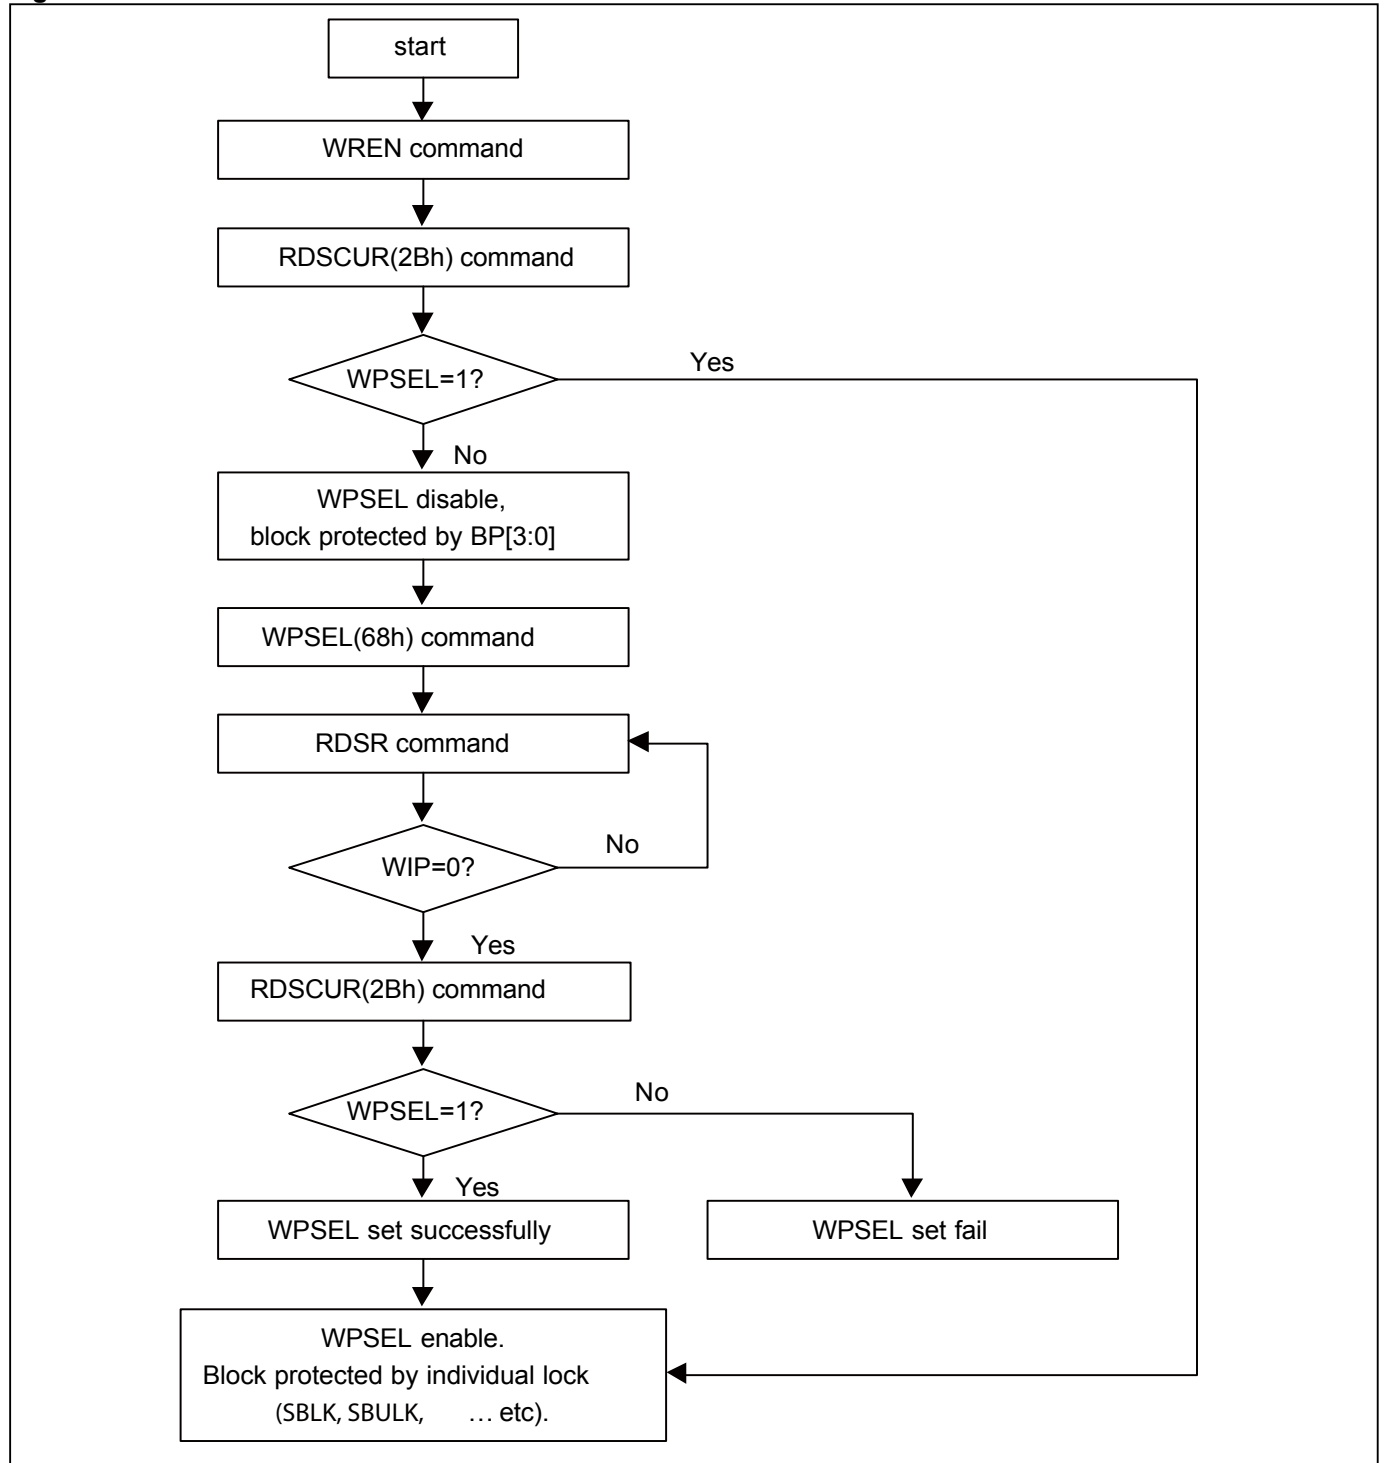 start
WREN command
RDSCUR(2Bh) command
WPSEL=1?
Yes
No
WPSEL disable,
block protected by BP[3:0]
WPSEL(68h) command
RDSR command
WIP=0?
No
Yes
RDSCUR(2Bh) command
WPSEL=1?
No
Yes
WPSEL set successfully
WPSEL set fail
WPSEL enable.
Block protected by individual lock
(SBLK, SBULK, … etc).